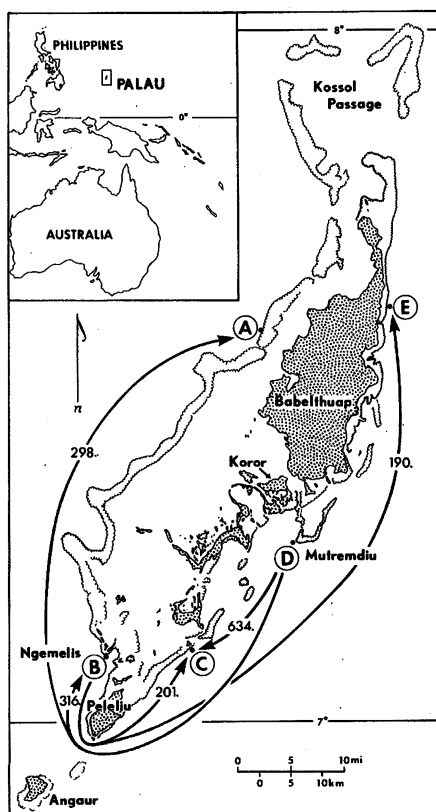 PHILIPPINES
PALAU
0°
AUSTRALIA
8°
Kossol
Passage
A
E
n
Babelthuap
298.
190.
Koror
D
Mutremdiu
634.
Ngemelis
B
C
316.
201.
Peleliu
7°
0 5 10mi
0 5 10km
Angaur